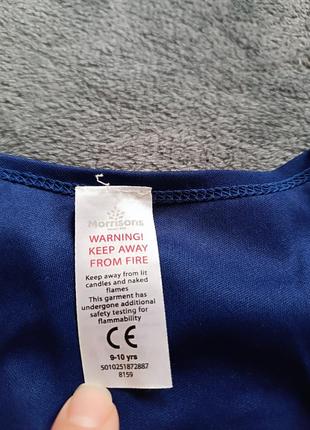 Morrisons
WARNING!
KEEP AWAY
FROM FIRE
Keep away from lit
candles and naked
flames
This garment has
undergone additional
safety testing for
flammability
CE
9-10 yrs
5010251872887
8159